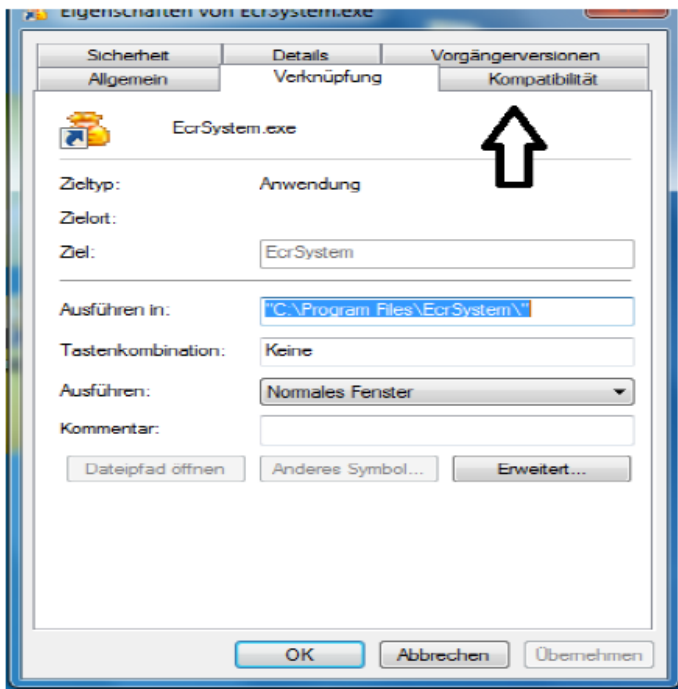 Eigenschaften von EcrSystem.exe
Sicherheit Details Vorgängerversionen
Allgemein Verknüpfung Kompatibilität
EcrSystem.exe
Zieltyp: Anwendung
Zielort:
Ziel: EcrSystem
Ausführen in: "C:\Program Files\EcrSystem\"
Tastenkombination: Keine
Ausführen: Normales Fenster
Kommentar:
Dateipfad öffnen Anderes Symbol... Erweitert...
OK Abbrechen Übernehmen